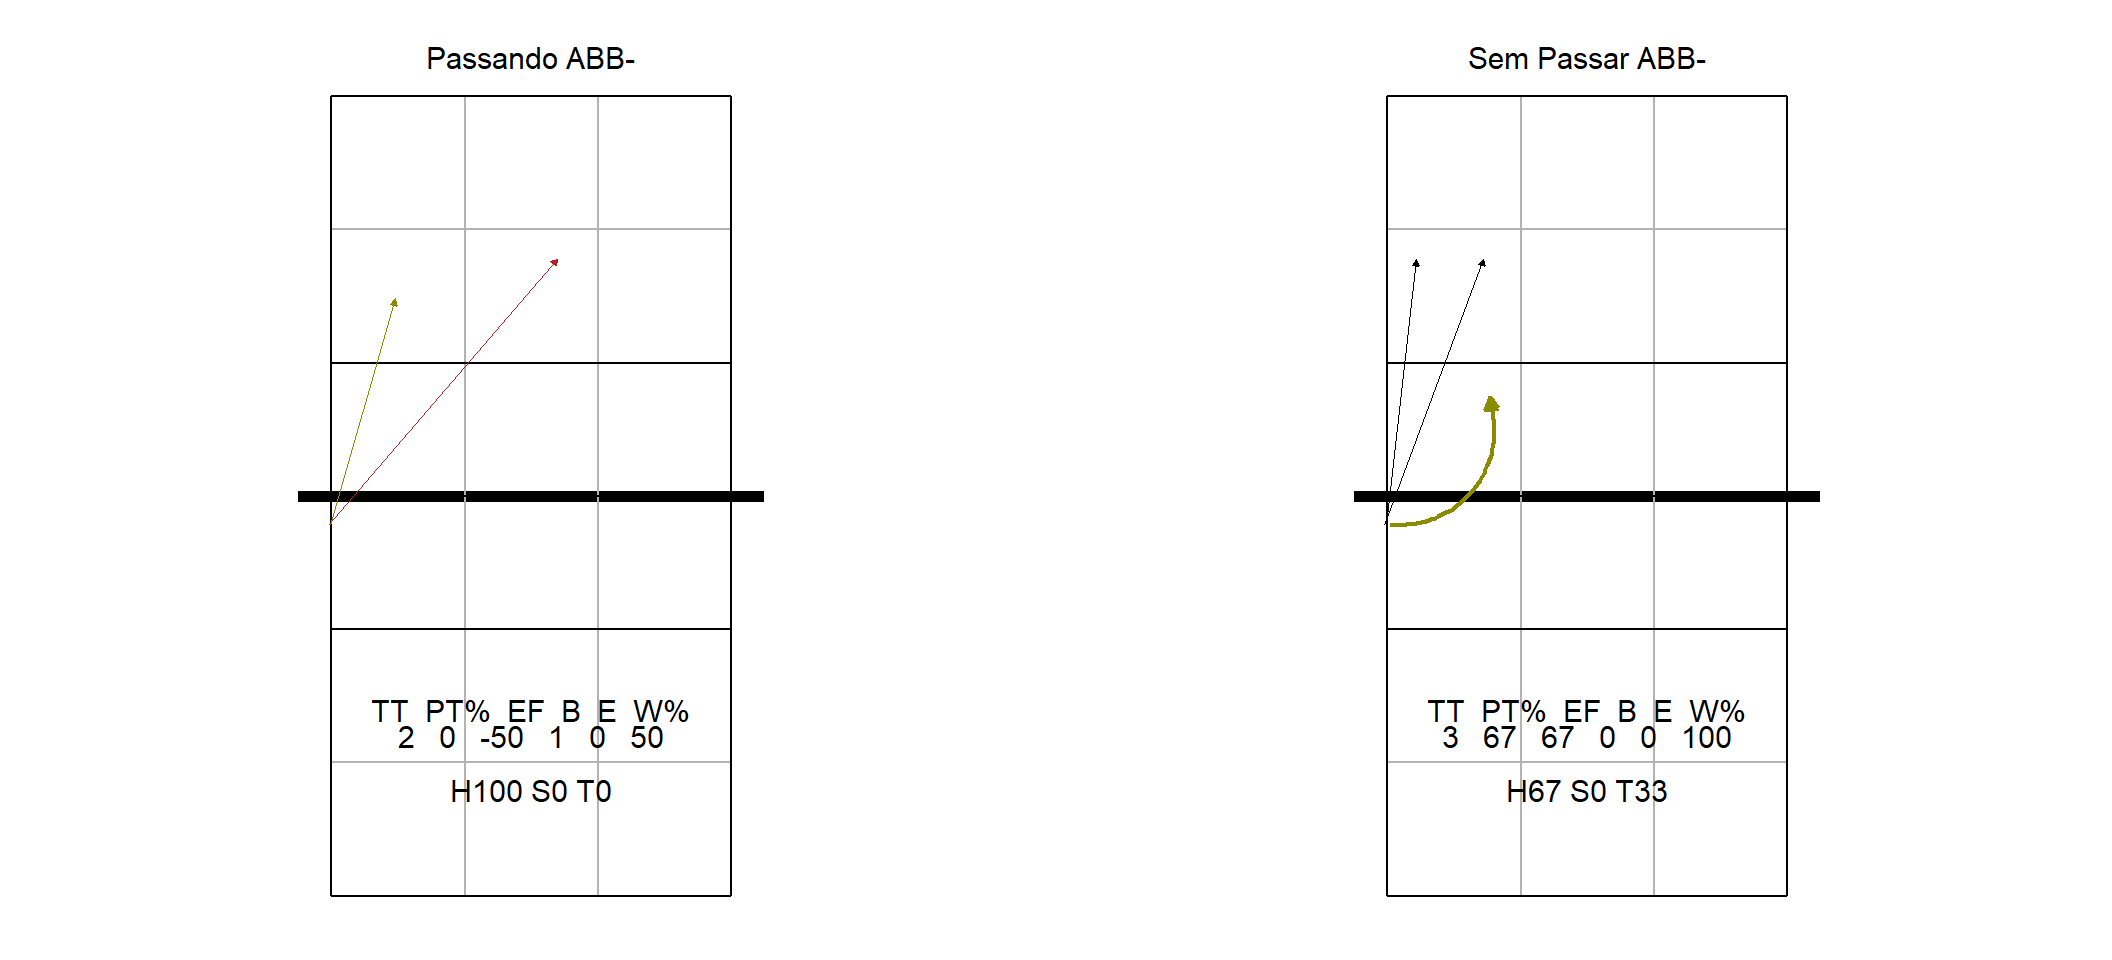 Passando ABB-
TT PT% EF B E W%
2 0 -50 1 0 50
H100 S0 T0
Sem Passar ABB-
TT PT% EF B E W%
3 67 67 0 0 100
H67 S0 T33